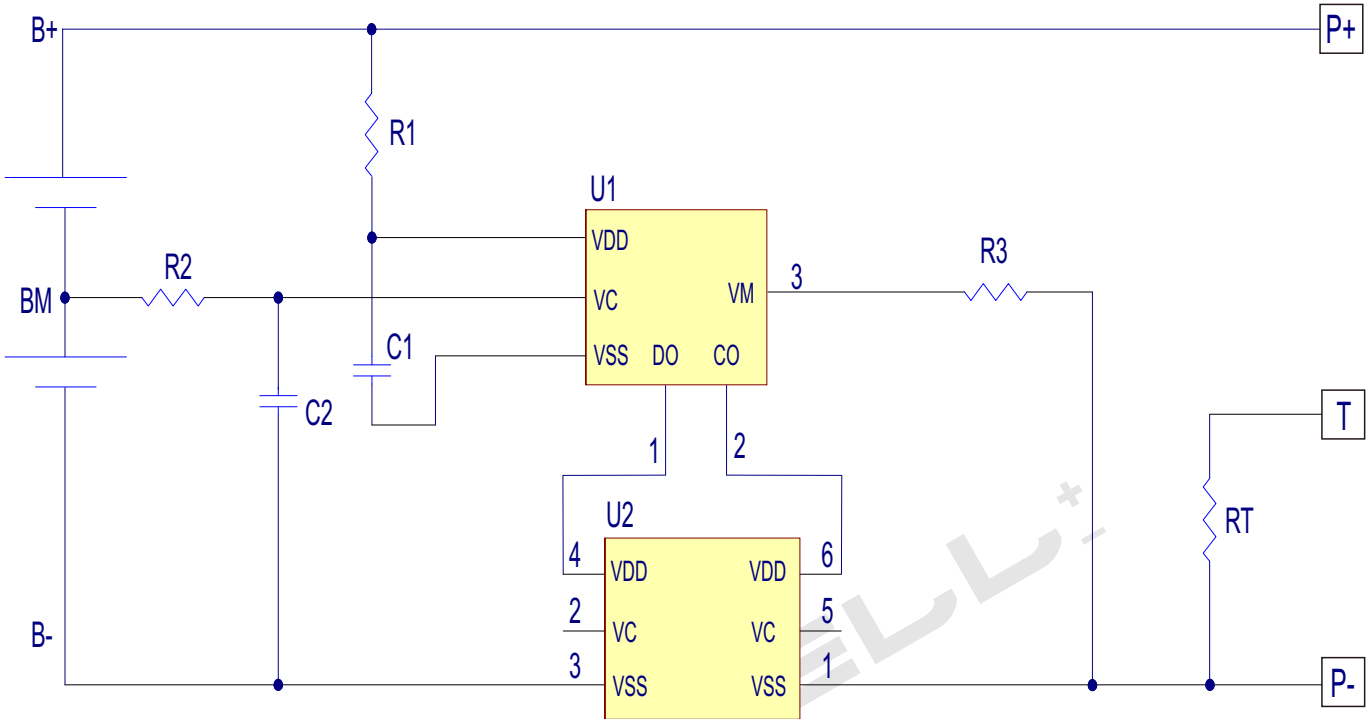 B+
P+
R1
U1
VDD
R2
R3
3
BM
VC
VM
C1
VSS
DO
CO
C2
T
1
2
U2
RT
4
VDD
VDD
6
2
VC
VC
5
B-
3
VSS
VSS
1
P-
ELL+-